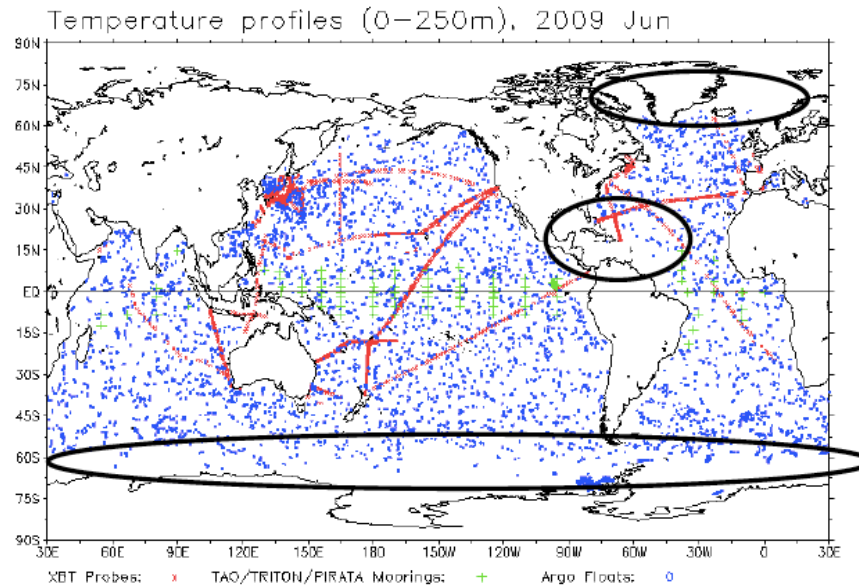 Temperature profiles (0-250m), 2009 Jun
90N
75N
60N
45N
30N
15N
EQ
15S
30S
45S
60S
75S
90S
30E 60E 90E 120E 150E 180 150W 120W 90W 60W 30W 0 30E
XBT Probes: x TAO/TRITON/PIRATA Moorings: + Argo Floats: o